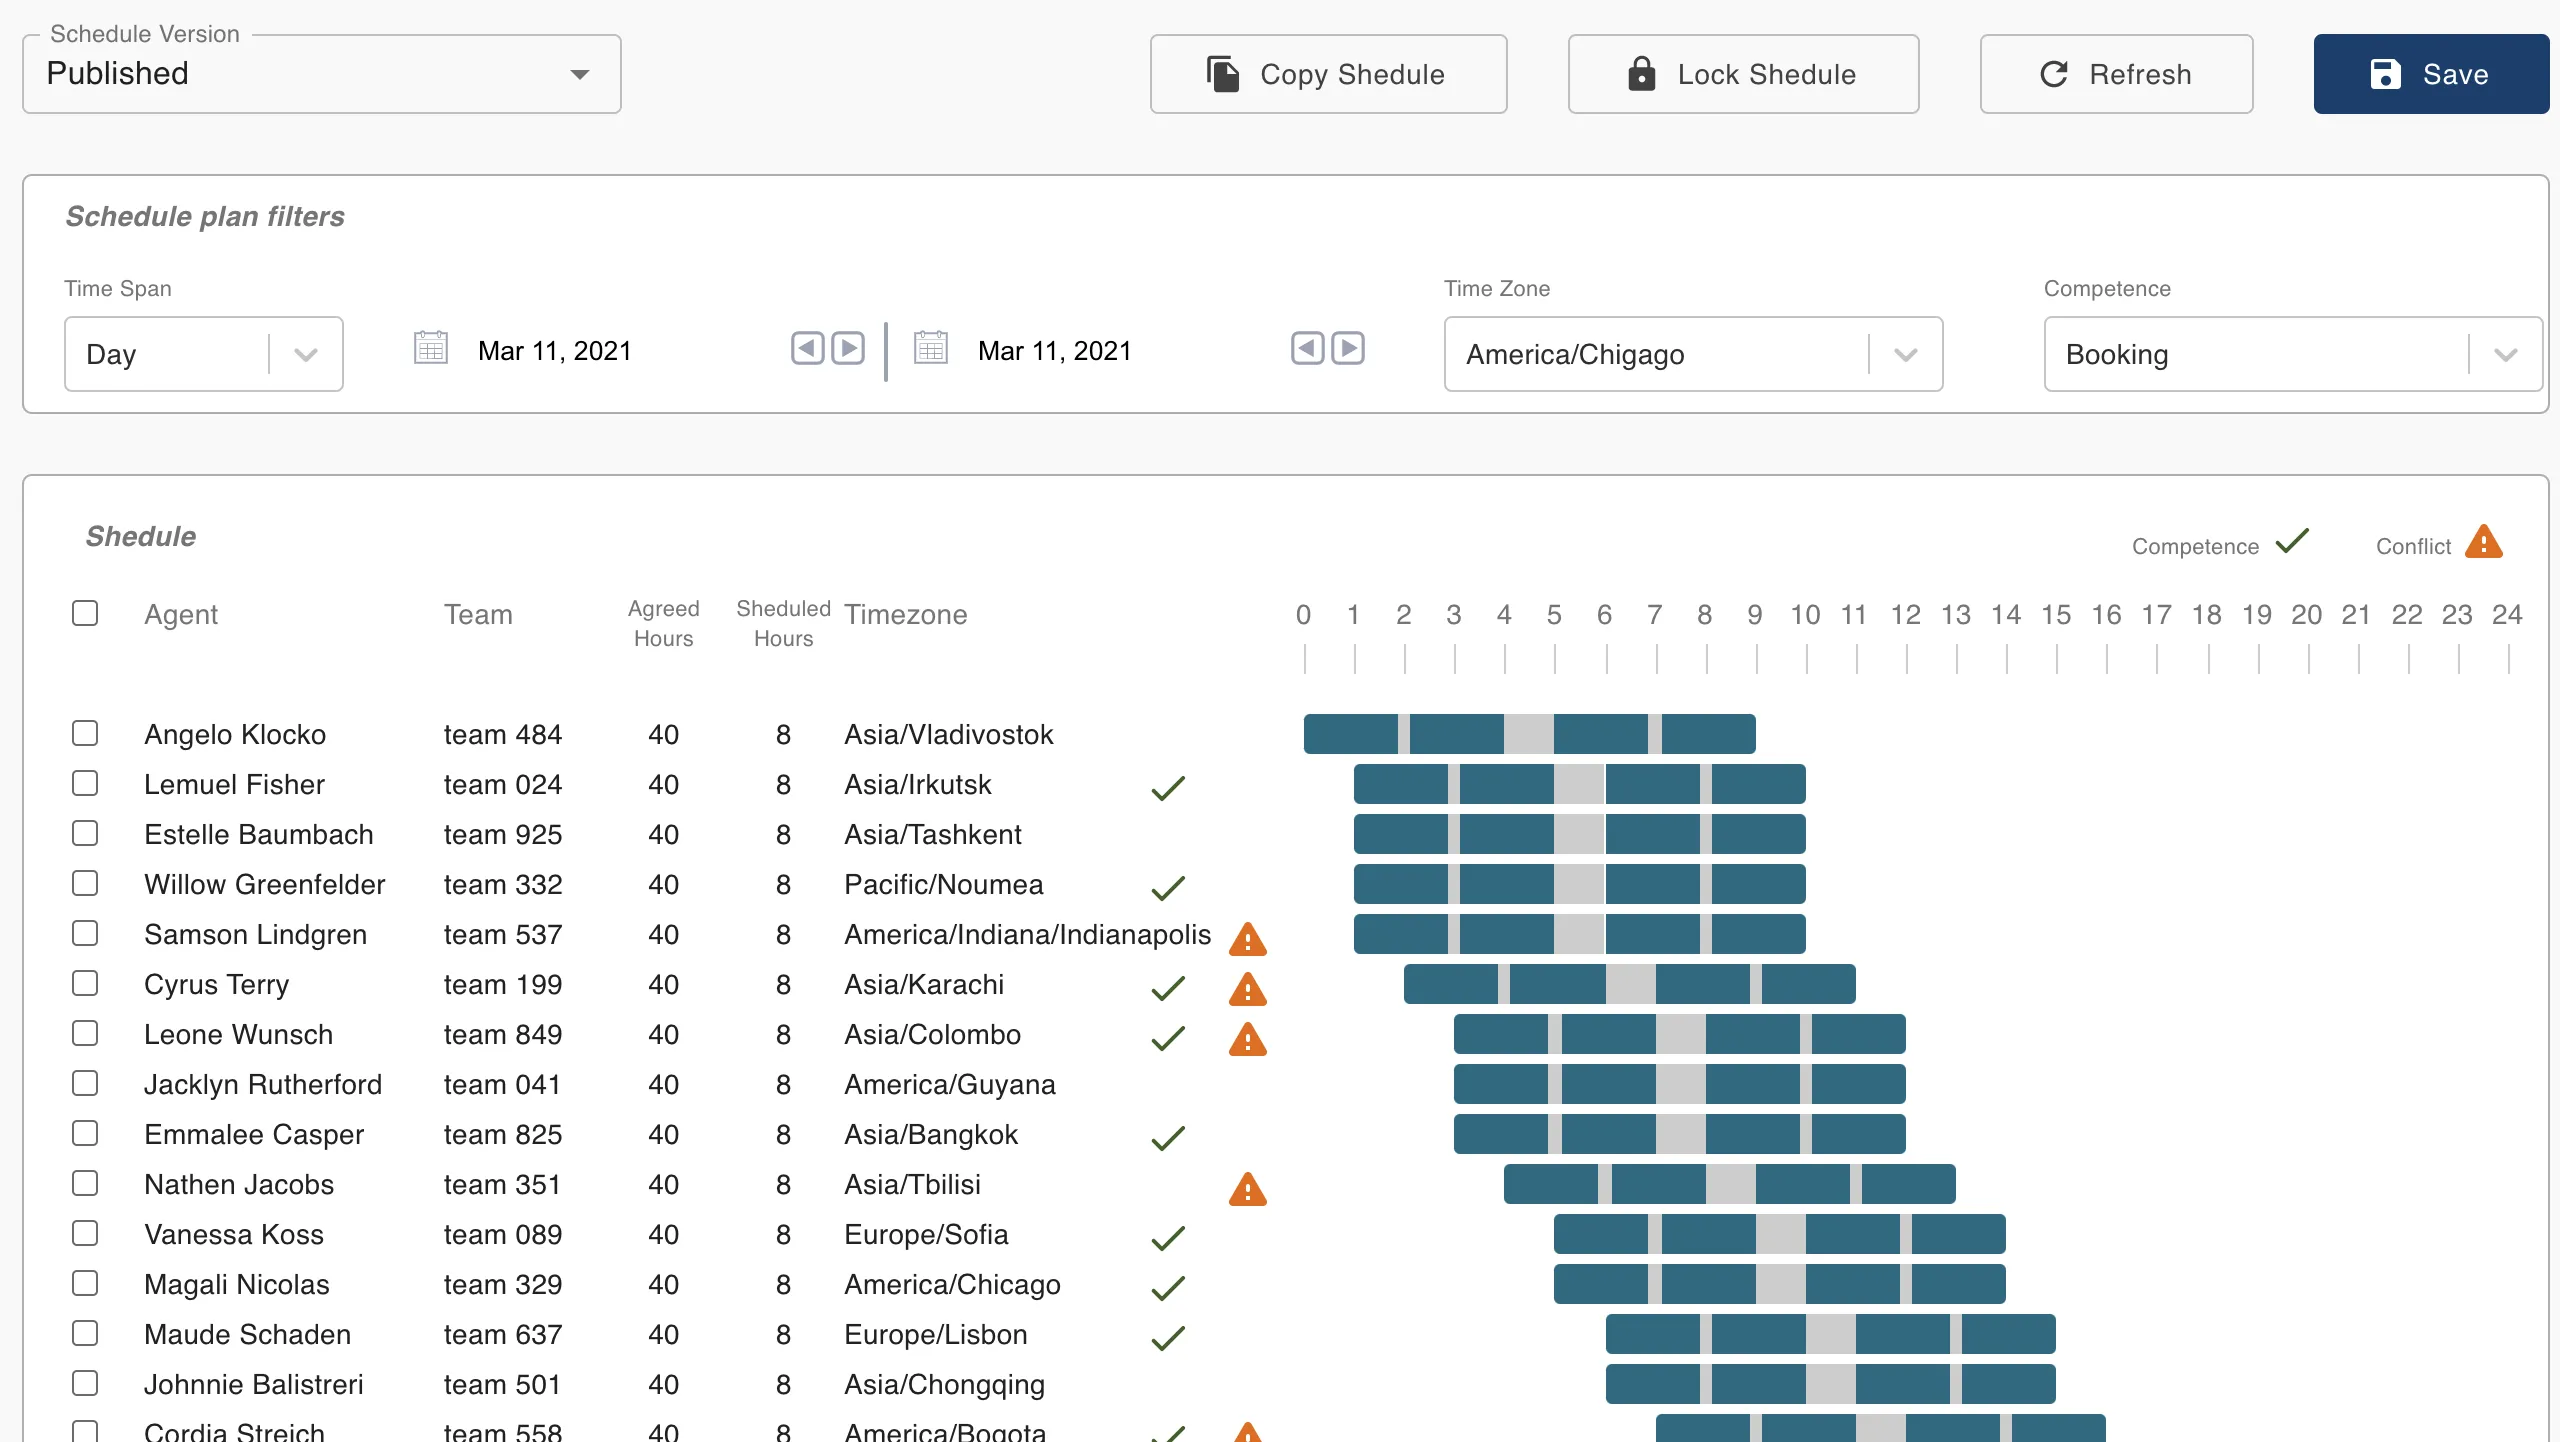 Schedule Version
Published
Copy Shedule
Lock Shedule
Refresh
Save
Schedule plan filters
Time Span
Time Zone
Competence
Day
Mar 11, 2021
Mar 11, 2021
America/Chigago
Booking
Shedule
Competence
Conflict
Agent Team Agreed Hours Sheduled Hours Timezone 0 1 2 3 4 5 6 7 8 9 10 11 12 13 14 15 16 17 18 19 20 21 22 23 24
Angelo Klocko team 484 40 8 Asia/Vladivostok
Lemuel Fisher team 024 40 8 Asia/Irkutsk
Estelle Baumbach team 925 40 8 Asia/Tashkent
Willow Greenfelder team 332 40 8 Pacific/Noumea
Samson Lindgren team 537 40 8 America/Indiana/Indianapolis
Cyrus Terry team 199 40 8 Asia/Karachi
Leone Wunsch team 849 40 8 Asia/Colombo
Jacklyn Rutherford team 041 40 8 America/Guyana
Emmalee Casper team 825 40 8 Asia/Bangkok
Nathen Jacobs team 351 40 8 Asia/Tbilisi
Vanessa Koss team 089 40 8 Europe/Sofia
Magali Nicolas team 329 40 8 America/Chicago
Maude Schaden team 637 40 8 Europe/Lisbon
Johnnie Balistreri team 501 40 8 Asia/Chongqing
Cordia Streich team 558 40 8 America/Bogota